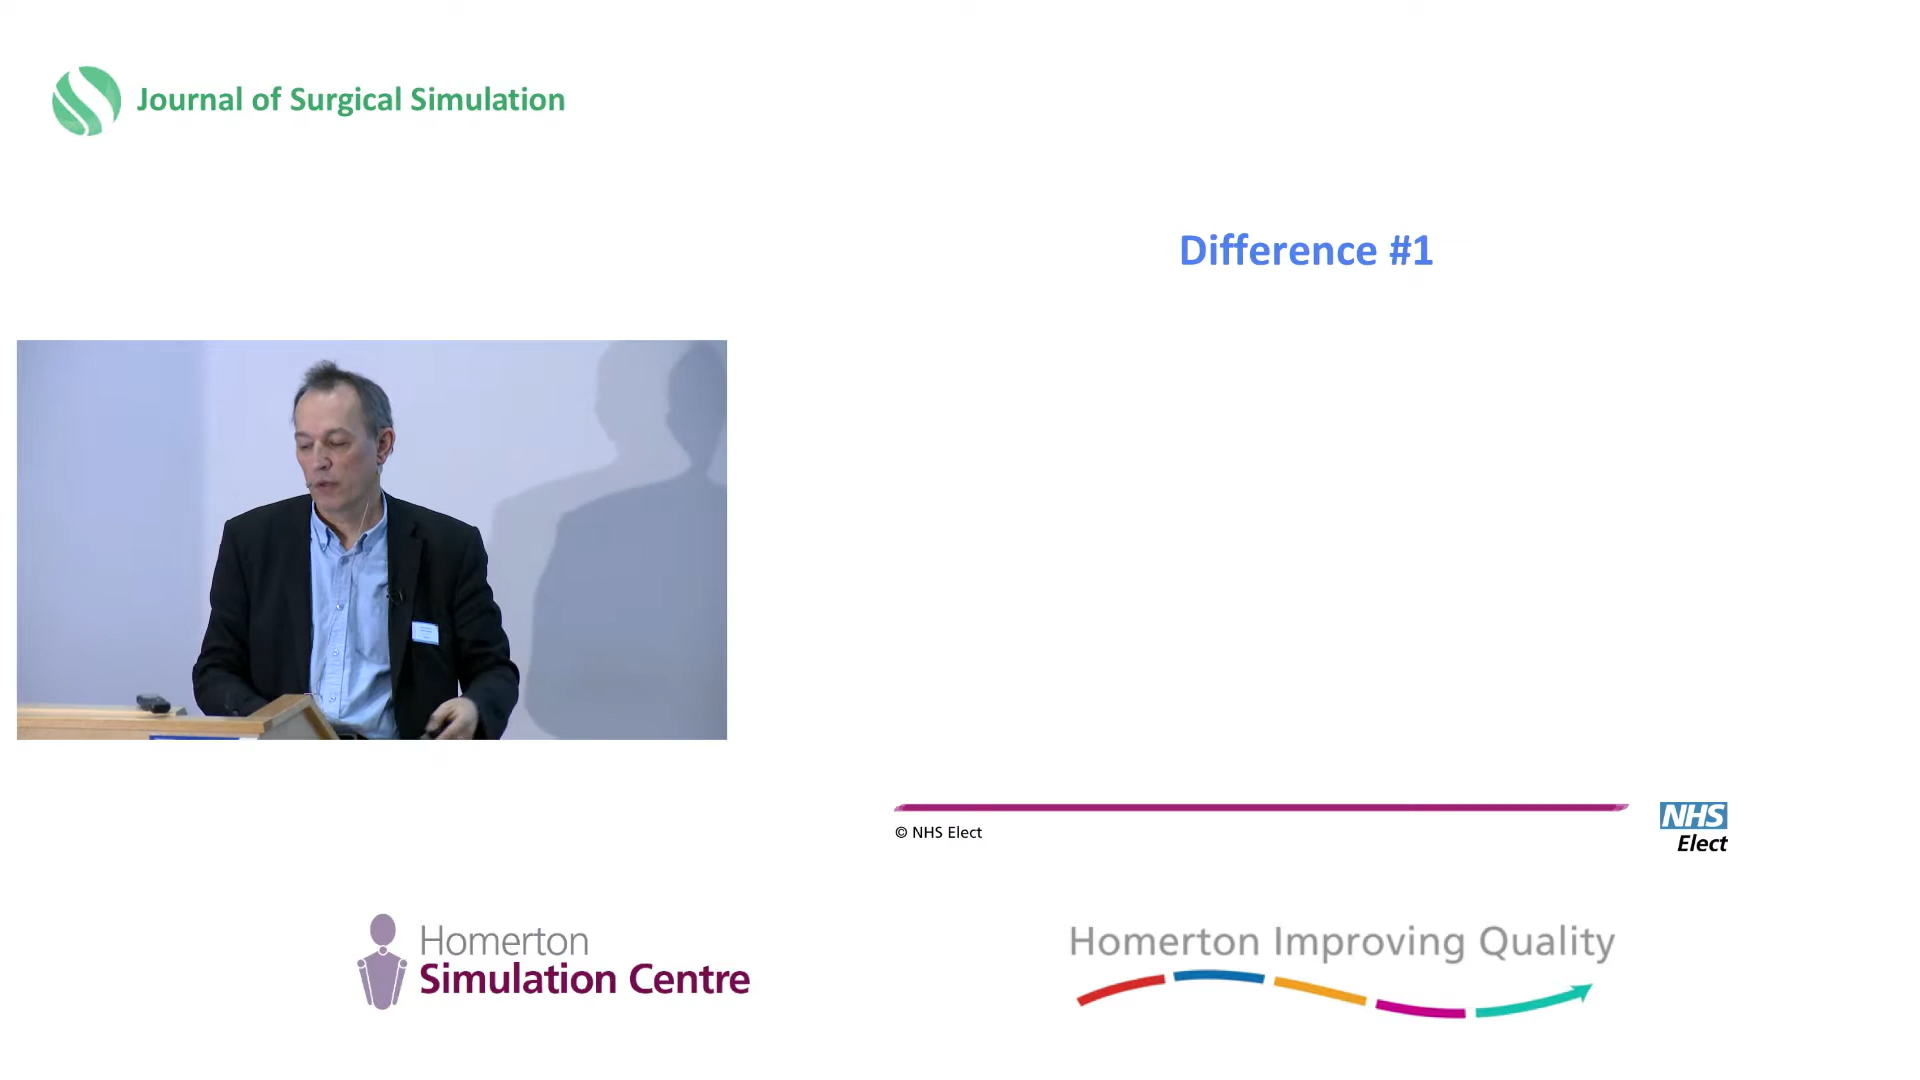 Journal of Surgical Simulation
Difference #1
© NHS Elect
NHS
Elect
Homerton
Simulation Centre
Homerton Improving Quality